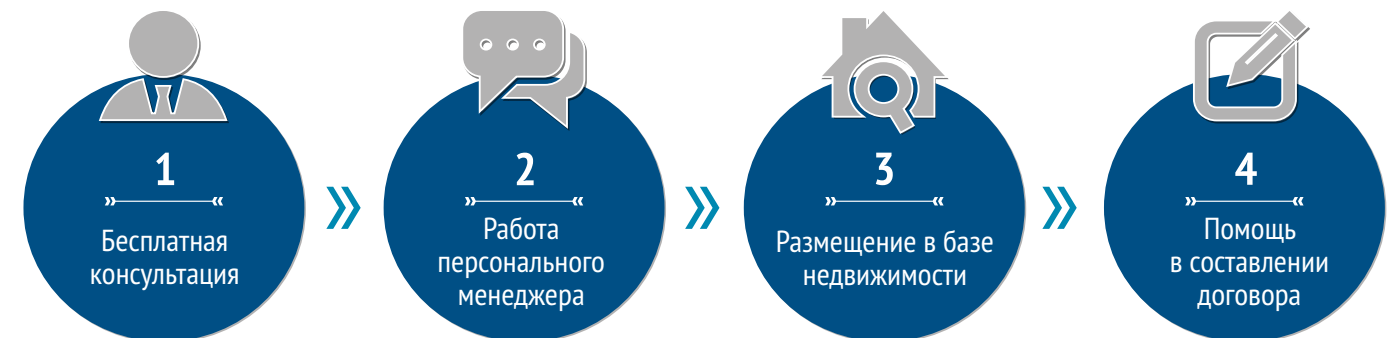 1
Бесплатная
консультация
2
Работа
персонального
менеджера
3
Размещение в базе
недвижимости
4
Помощь
в составлении
договора